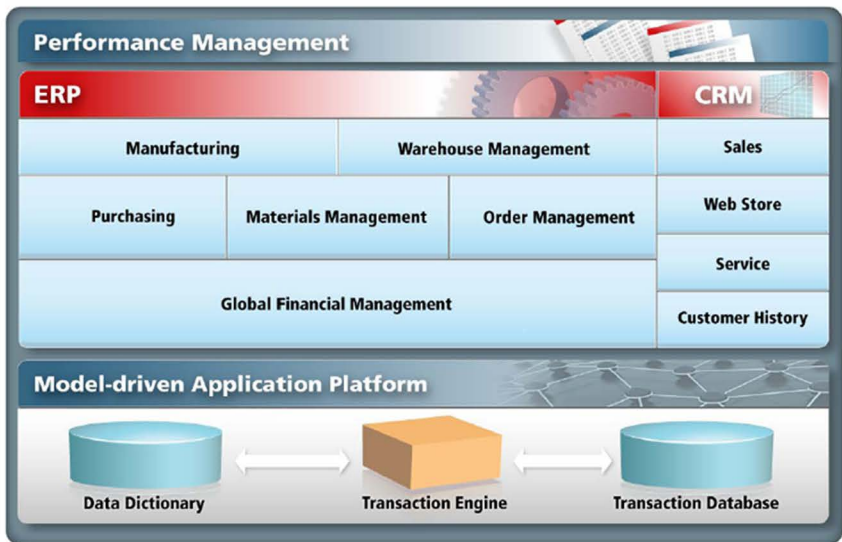 Performance Management
ERP
CRM
Manufacturing
Warehouse Management
Sales
Purchasing
Materials Management
Order Management
Web Store
Service
Global Financial Management
Customer History
Model-driven Application Platform
Data Dictionary
Transaction Engine
Transaction Database